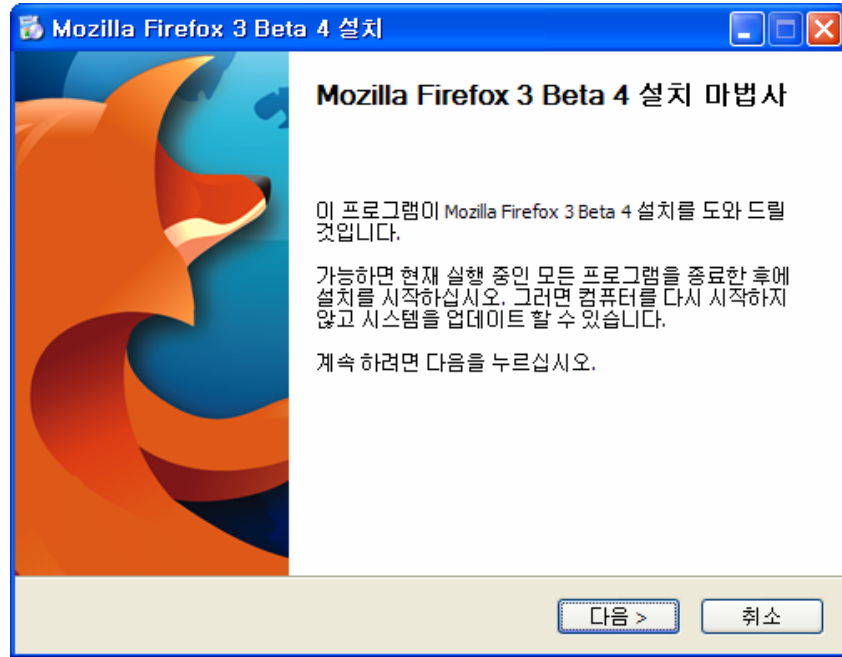 Mozilla Firefox 3 Beta 4 설치
Mozilla Firefox 3 Beta 4 설치 마법사
이 프로그램이 Mozilla Firefox 3 Beta 4 설치를 도와 드릴
것입니다.
가능하면 현재 실행 중인 모든 프로그램을 종료한 후에
설치를 시작하십시오. 그러면 컴퓨터를 다시 시작하지
않고 시스템을 업데이트 할 수 있습니다.
계속 하려면 다음을 누르십시오.
다음 >
취소